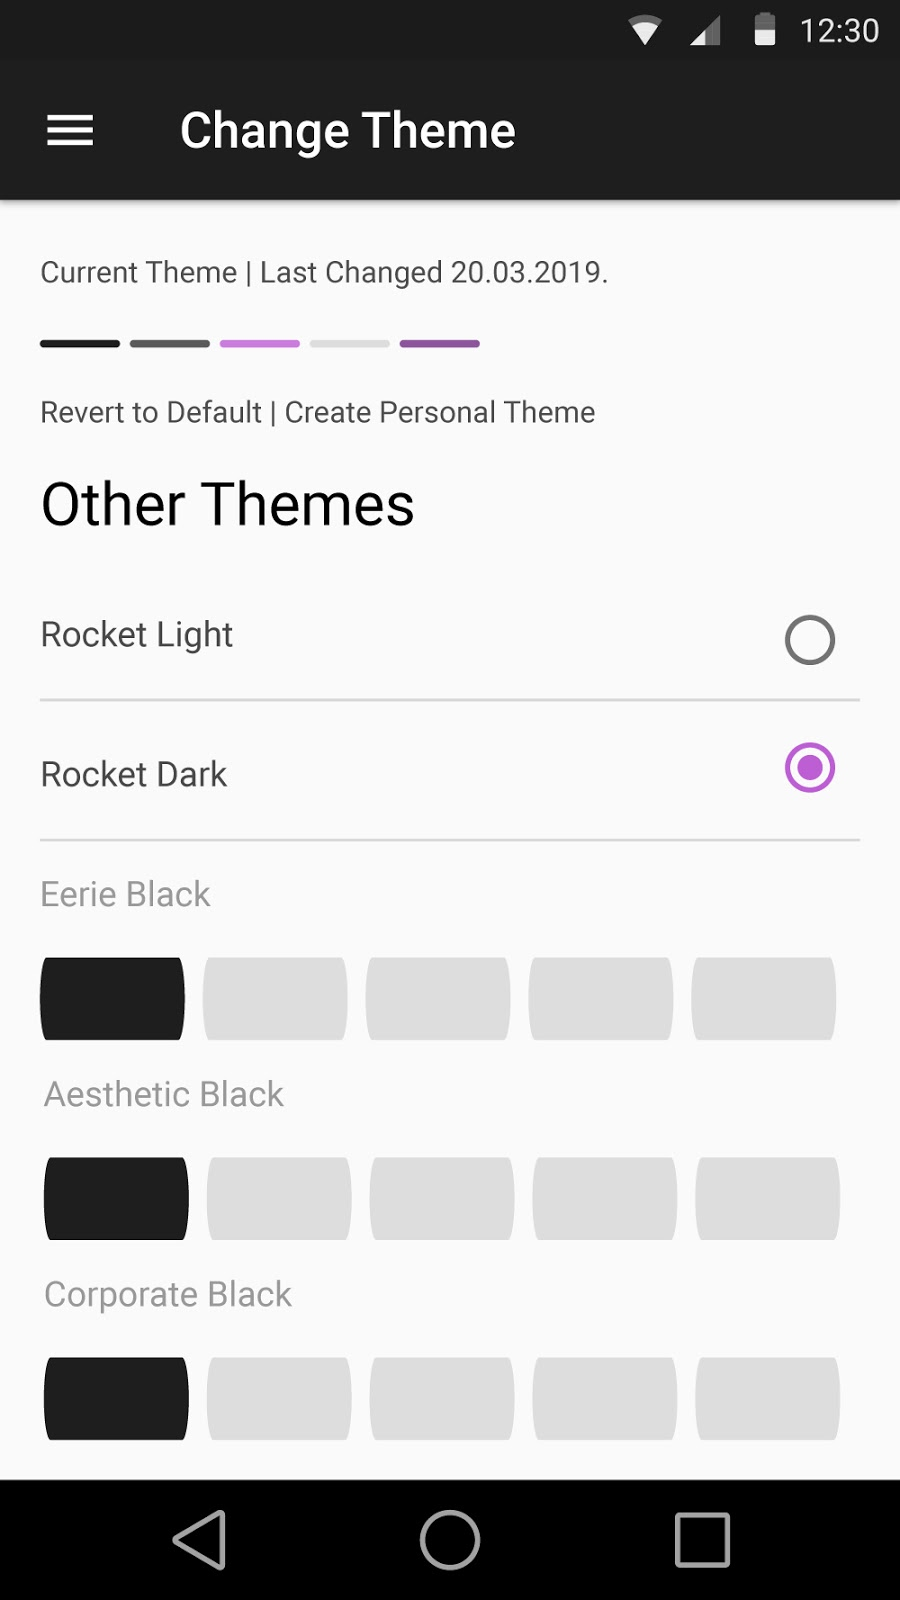 12:30
Change Theme
Current Theme | Last Changed 20.03.2019.
Revert to Default | Create Personal Theme
Other Themes
Rocket Light
Rocket Dark
Eerie Black
Aesthetic Black
Corporate Black